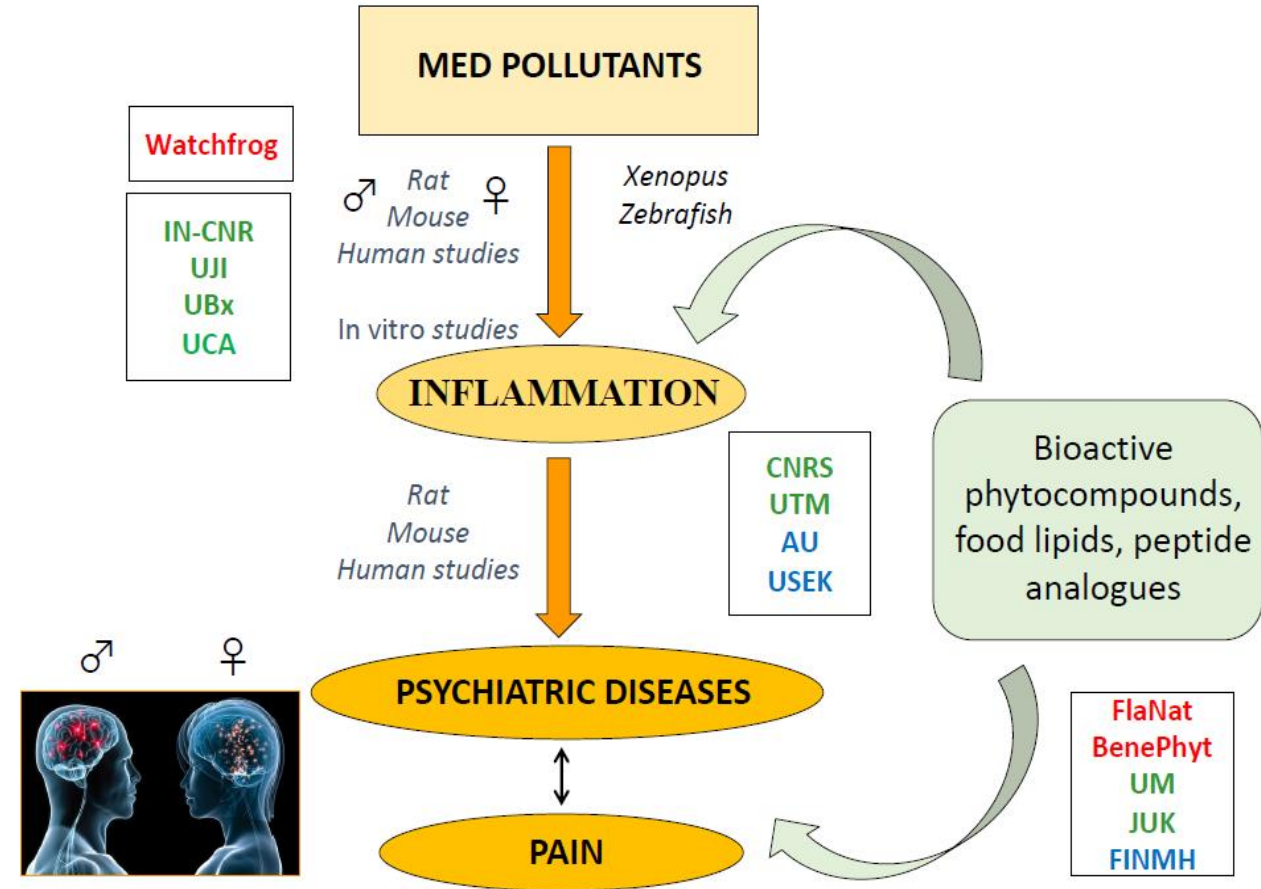 MED POLLUTANTS
Watchfrog
♂ Rat ♀
Mouse
Human studies
Xenopus
Zebrafish
IN-CNR
UJI
UBx
UCA
In vitro studies
INFLAMMATION
CNRS
UTM
AU
USEK
Bioactive
phytocompounds,
food lipids, peptide
analogues
Rat
Mouse
Human studies
♂ ♀
PSYCHIATRIC DISEASES
FlaNat
BenePhyt
UM
JUK
FINMH
PAIN